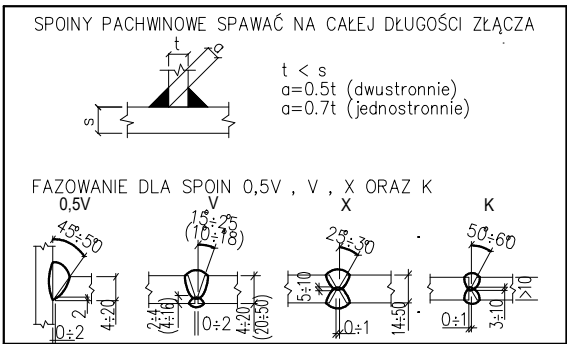 SPOINY PACHWINOWE SPAWAĆ NA CAŁEJ DŁUGOŚCI ZŁĄCZA
t
a
s
t < s
a=0.5t (dwustronnie)
a=0.7t (jednostronnie)
FAZOWANIE DLA SPOIN 0,5V , V , X ORAZ K
0,5V
V
X
K
45÷50
15÷25
(10÷18)
25÷30
50÷60
0÷2
2
4÷20
2÷4
(4÷16)
0÷2
4÷20
(20÷50)
5÷10
0÷1
14÷50
0÷1
3÷10
>10